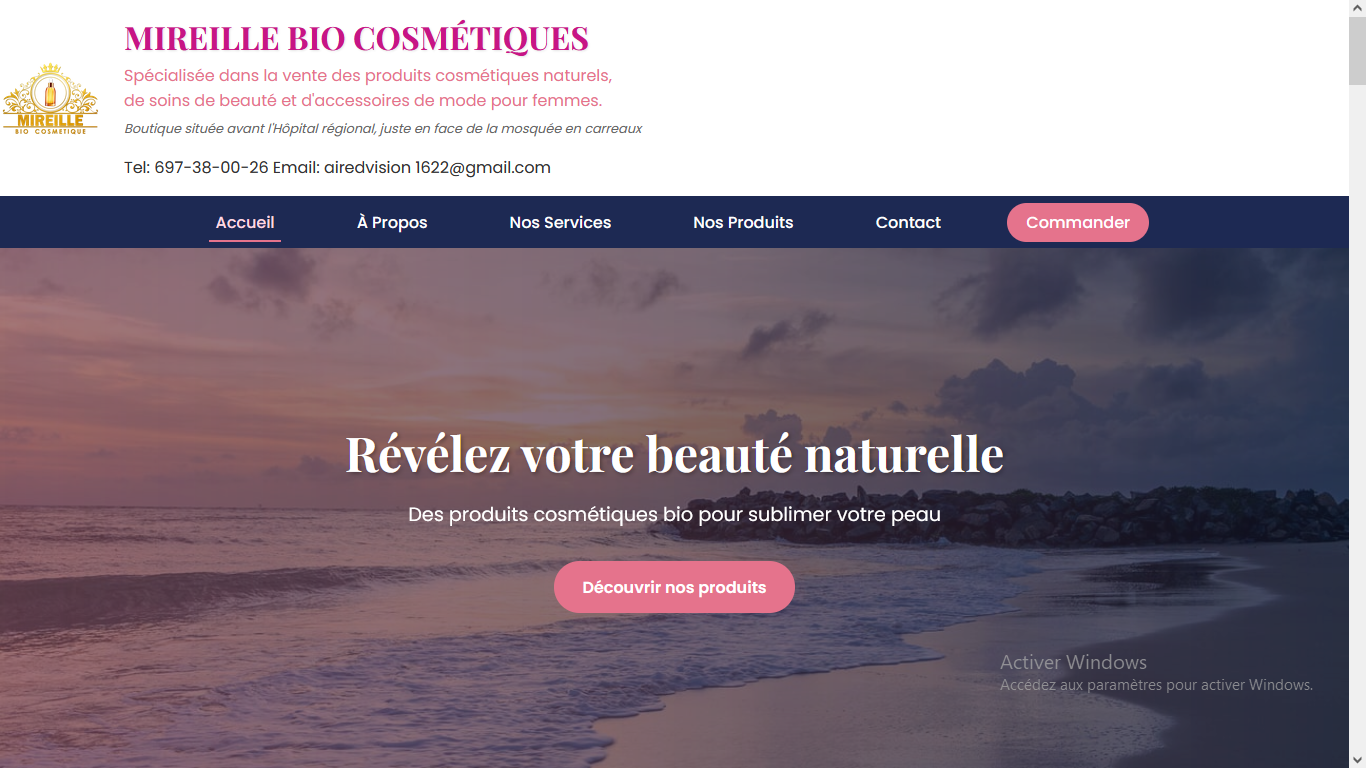 MIREILLE BIO COSMÉTIQUES
Spécialisée dans la vente des produits cosmétiques naturels,
de soins de beauté et d'accessoires de mode pour femmes.
MIREILLE
BIO COSMETIQUE
Boutique située avant l'Hôpital régional, juste en face de la mosquée en carreaux
Tel: 697-38-00-26 Email: airedvision 1622@gmail.com
Accueil À Propos Nos Services Nos Produits Contact Commander
Révélez votre beauté naturelle
Des produits cosmétiques bio pour sublimer votre peau
Découvrir nos produits
Activer Windows
Accédez aux paramètres pour activer Windows.